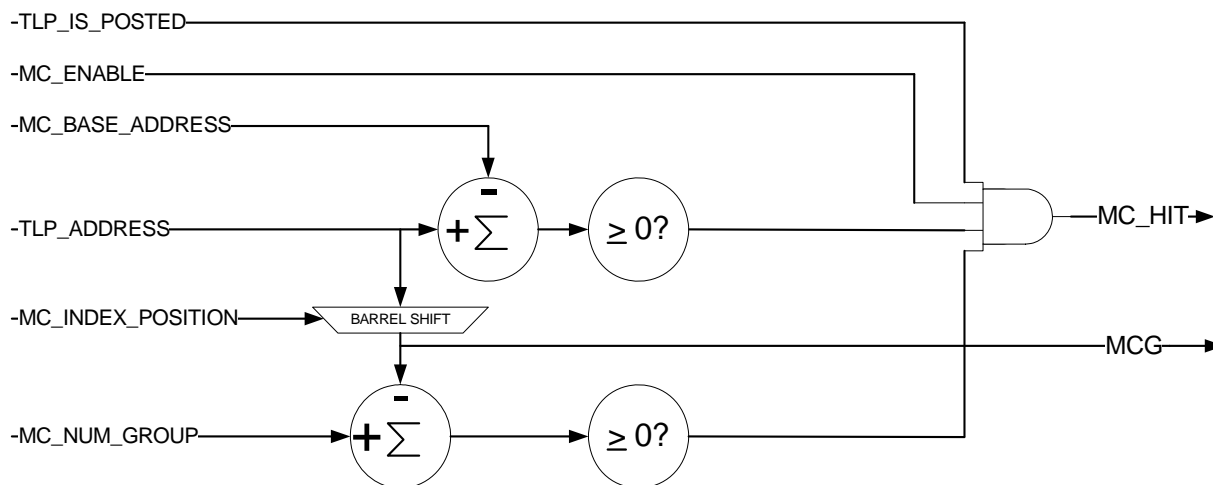 -TLP_IS_POSTED
-MC_ENABLE
-MC_BASE_ADDRESS
-
-TLP_ADDRESS
+Σ
≥ 0?
MC_HIT
-MC_INDEX_POSITION
BARREL SHIFT
MCG
-
-MC_NUM_GROUP
+Σ
≥ 0?